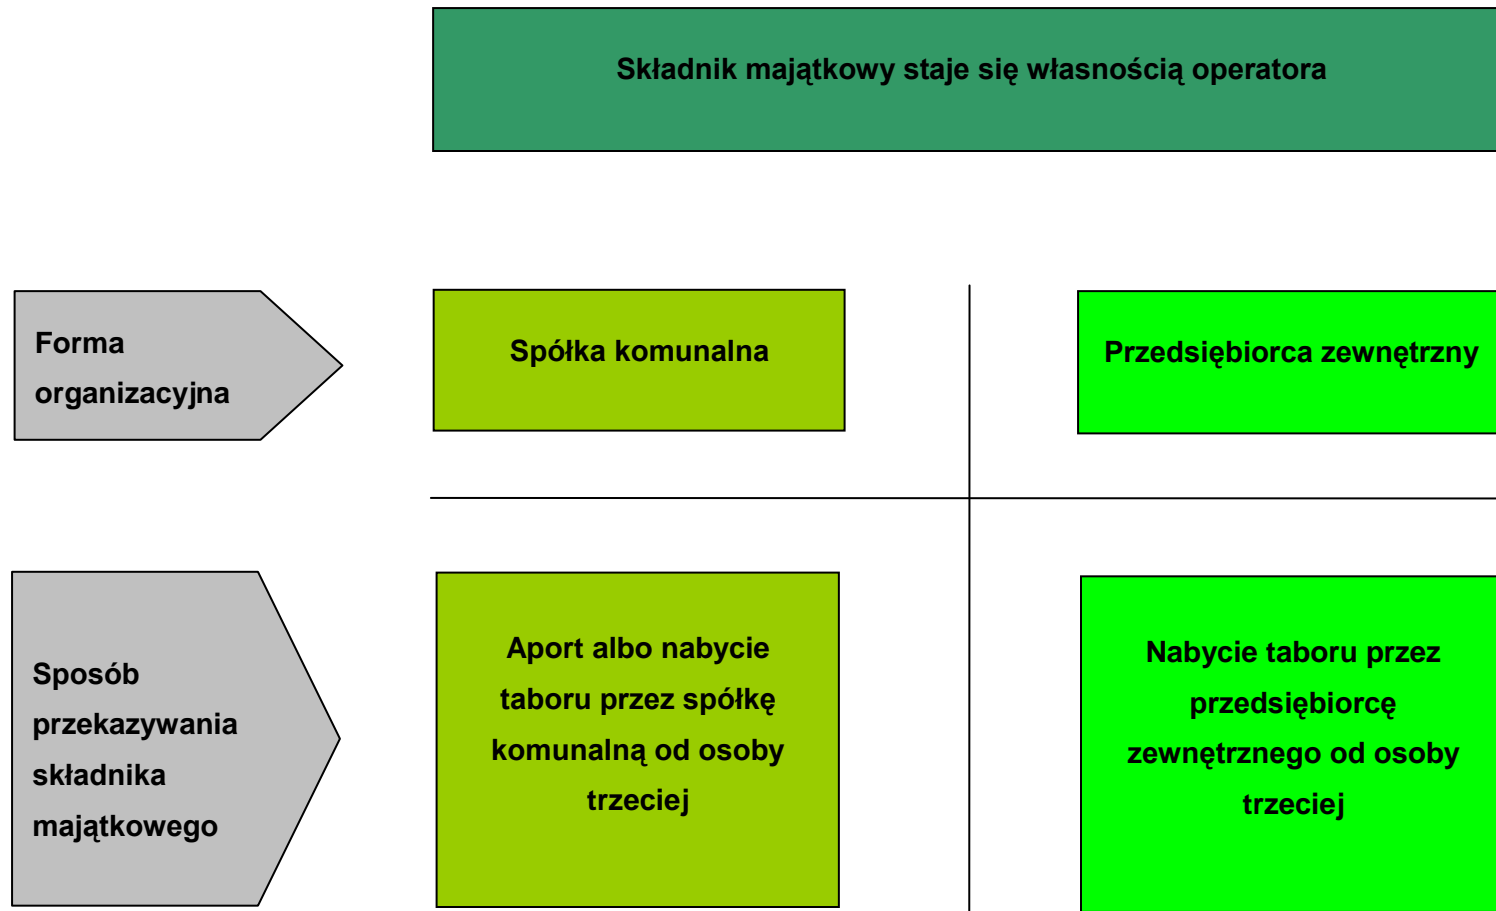 Składnik majątkowy staje się własnością operatora
Forma
organizacyjna
Spółka komunalna
Przedsiębiorca zewnętrzny
Sposób
przekazywania
składnika
majątkowego
Aport albo nabycie
taboru przez spółkę
komunalną od osoby
trzeciej
Nabycie taboru przez
przedsiębiorcę
zewnętrznego od osoby
trzeciej